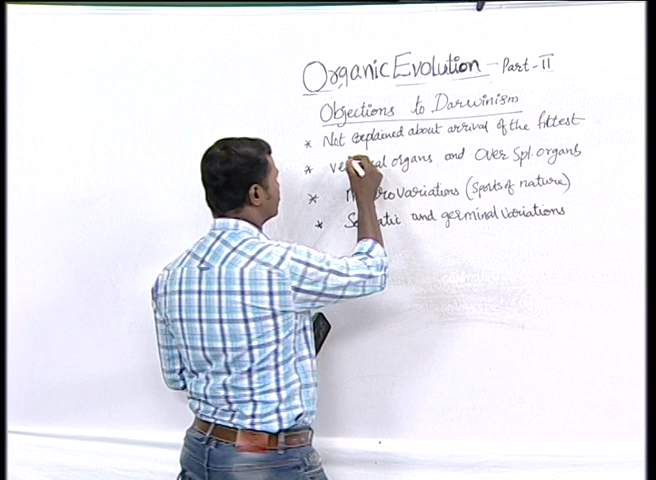 Organic Evolution - Part - II
Objections to Darwinism
* Not explained about arrival of the fittest
* organs and Over Spl. organs
* Variations (Sports of nature)
* and germinal Variations